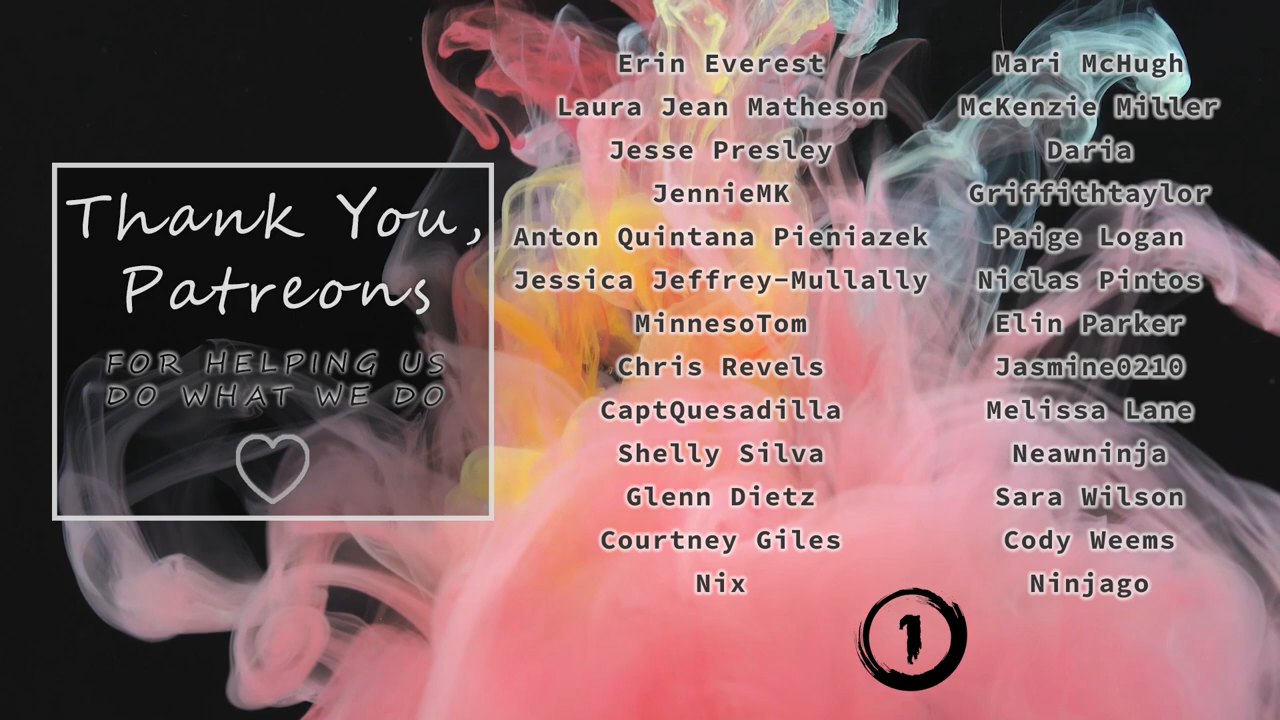 Thank You,
Patreons
FOR HELPING US
DO WHAT WE DO
Erin Everest
Laura Jean Matheson
Jesse Presley
JennieMK
Anton Quintana Pieniazek
Jessica Jeffrey-Mullally
MinnesoTom
Chris Revels
CaptQuesadilla
Shelly Silva
Glenn Dietz
Courtney Giles
Nix
Mari McHugh
McKenzie Miller
Daria
Griffithtaylor
Paige Logan
Niclas Pintos
Elin Parker
Jasmine0210
Melissa Lane
Neawninja
Sara Wilson
Cody Weems
Ninjago
1